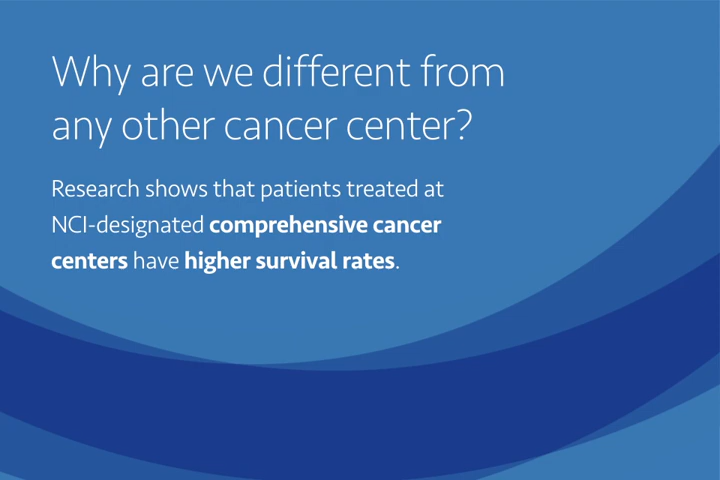 Why are we different from
any other cancer center?
Research shows that patients treated at
NCI-designated comprehensive cancer
centers have higher survival rates.